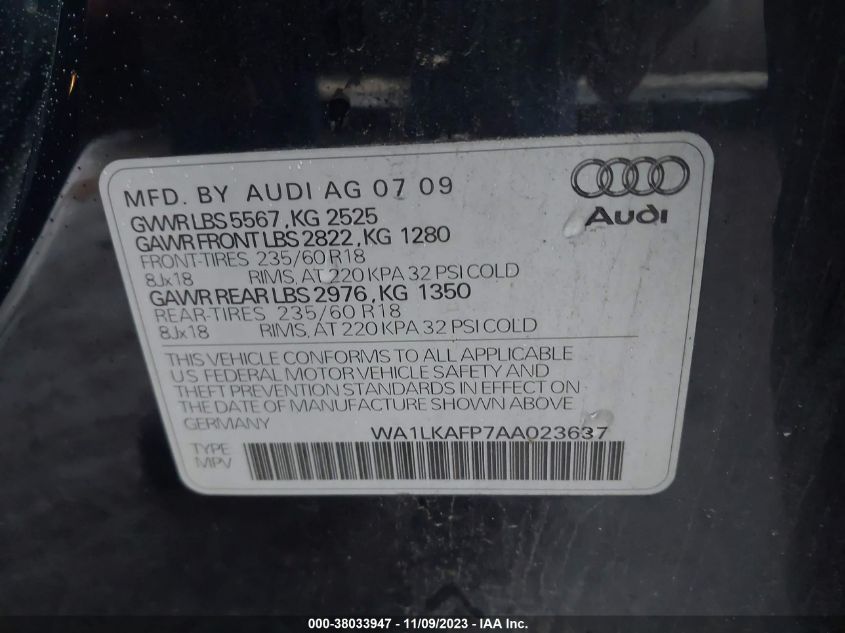 MFD. BY AUDI AG 07 09
GVWR LBS 5567, KG 2525
GAWR FRONT LBS 2822, KG 1280
FRONT-TIRES 235/60 R18
8Jx18 RIMS, AT 220 KPA 32 PSI COLD
GAWR REAR LBS 2976, KG 1350
REAR-TIRES 235/60 R18
8Jx18 RIMS, AT 220 KPA 32 PSI COLD
Audi
THIS VEHICLE CONFORMS TO ALL APPLICABLE
U.S FEDERAL MOTOR VEHICLE SAFETY AND
THEFT PREVENTION STANDARDS IN EFFECT ON
THE DATE OF MANUFACTURE SHOWN ABOVE
GERMANY
WA1LKAFP7AA023637
TYPE
MPV
000-38033947 - 11/09/2023 - IAA Inc.